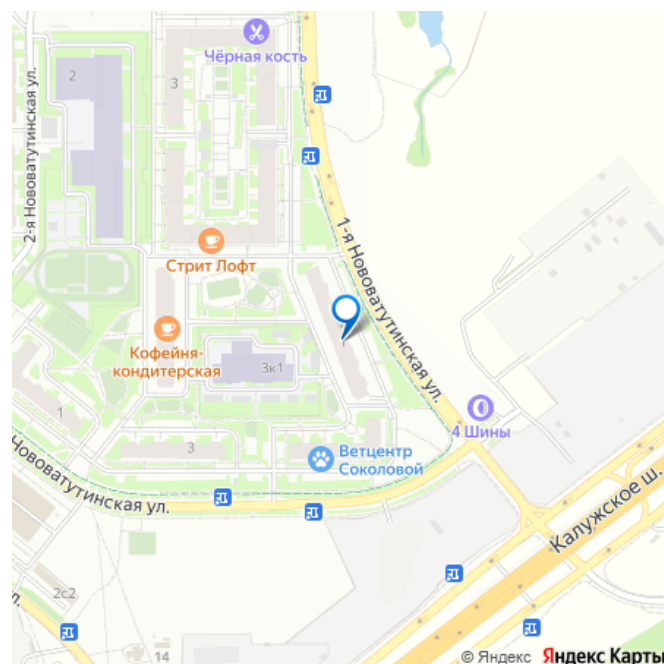 Чёрная кость
2
3
2-я Нововатутинская ул.
1-я Нововатутинская ул.
Стрит Лофт
Кофейня-
кондитерская
3к1
1
4 Шины
3
Ветцентр
Соколовой
Нововатутинская ул.
Калужское ш.
2с2
л.
14
© Яндекс Яндекс Карты